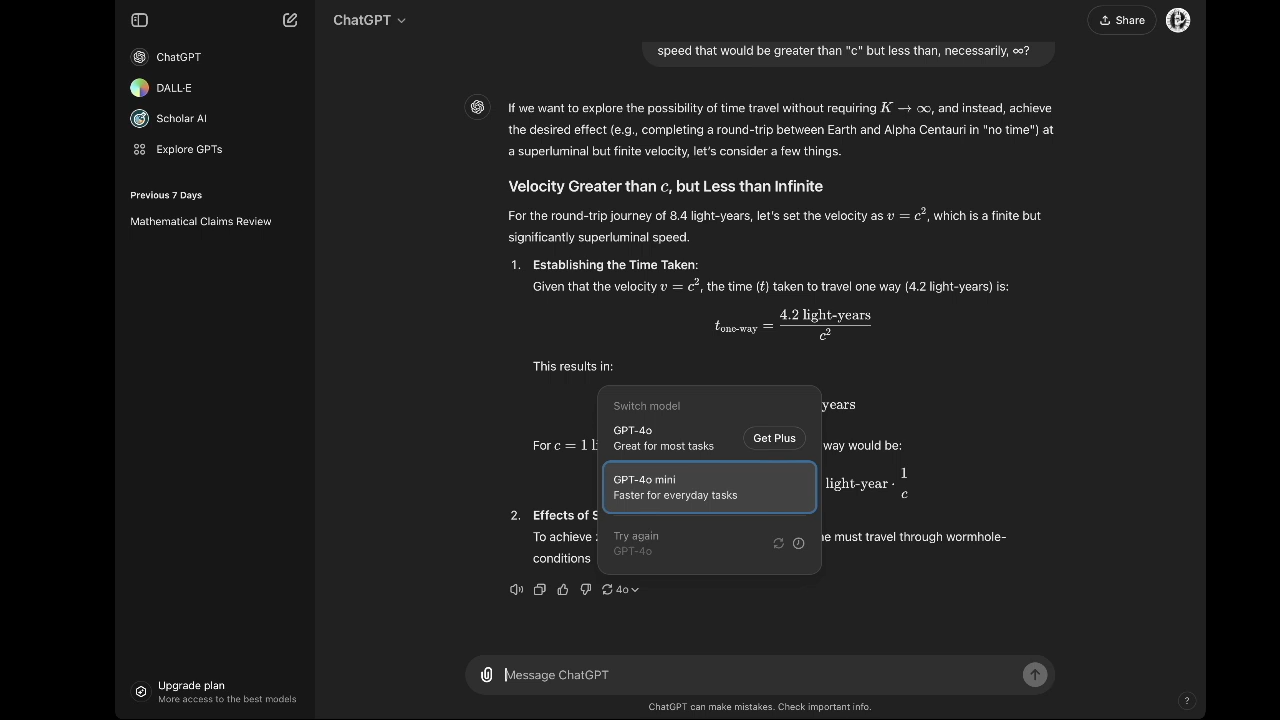 ChatGPT
Share
ChatGPT
DALL·E
Scholar AI
Explore GPTs
Previous 7 Days
Mathematical Claims Review
speed that would be greater than "c" but less than, necessarily, ∞?
If we want to explore the possibility of time travel without requiring K → ∞, and instead, achieve
the desired effect (e.g., completing a round-trip between Earth and Alpha Centauri in "no time") at
a superluminal but finite velocity, let's consider a few things.
Velocity Greater than c, but Less than Infinite
For the round-trip journey of 8.4 light-years, let's set the velocity as v = c², which is a finite but
significantly superluminal speed.
1. Establishing the Time Taken:
Given that the velocity v = c², the time (t) taken to travel one way (4.2 light-years) is:
t one-way = 4.2 light-years / c²
This results in:
years
For c = 1 li
way would be:
light-year · 1/c
2. Effects of S
To achieve
e must travel through wormhole-
conditions
Switch model
GPT-4o
Great for most tasks
Get Plus
GPT-4o mini
Faster for everyday tasks
Try again
GPT-4o
4o
Message ChatGPT
Upgrade plan
More access to the best models
ChatGPT can make mistakes. Check important info.
?